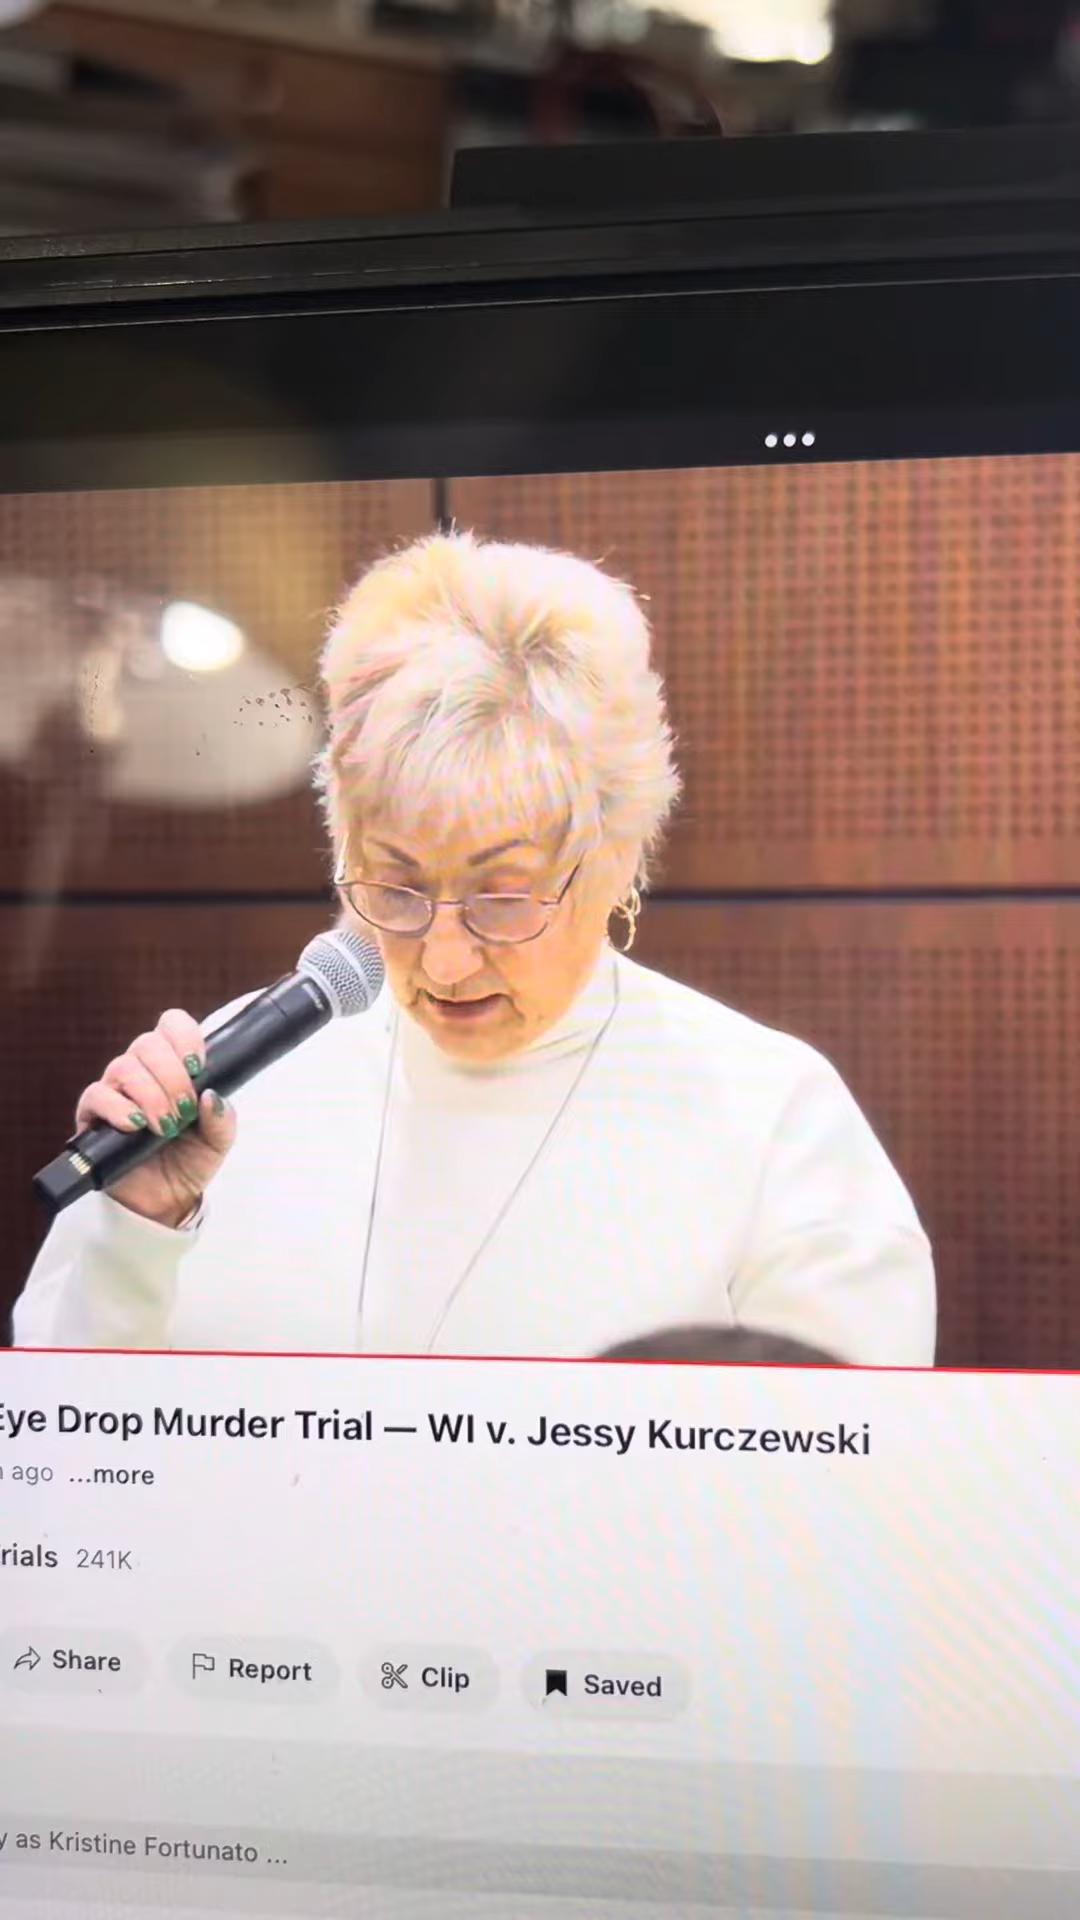 Eye Drop Murder Trial — WI v. Jessy Kurczewski
ago ...more
rials 241K
Share Report Clip Saved
y as Kristine Fortunato ...